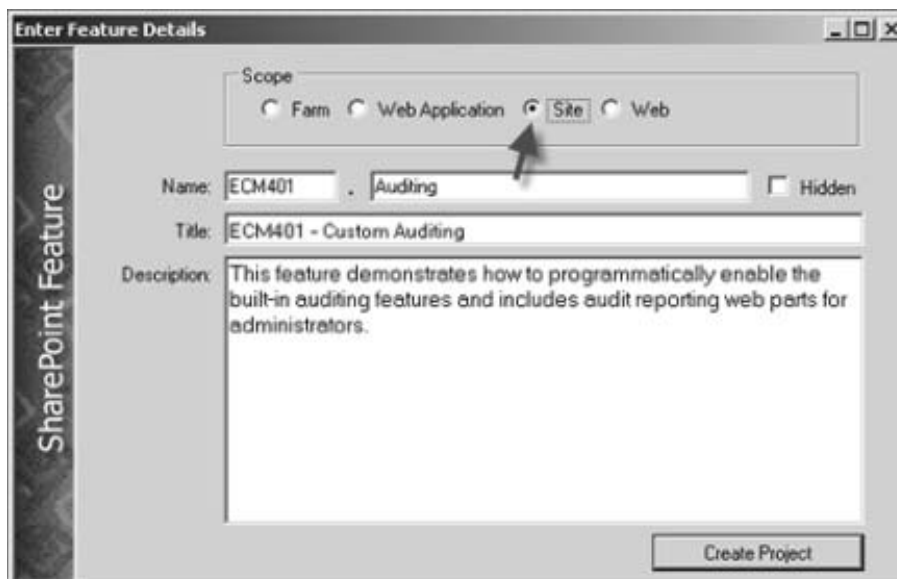 Enter Feature Details
SharePoint Feature
Scope
Farm Web Application Site Web
Name: ECM401 . Auditing Hidden
Title: ECM401 - Custom Auditing
Description: This feature demonstrates how to programmatically enable the
built-in auditing features and includes audit reporting web parts for
administrators.
Create Project